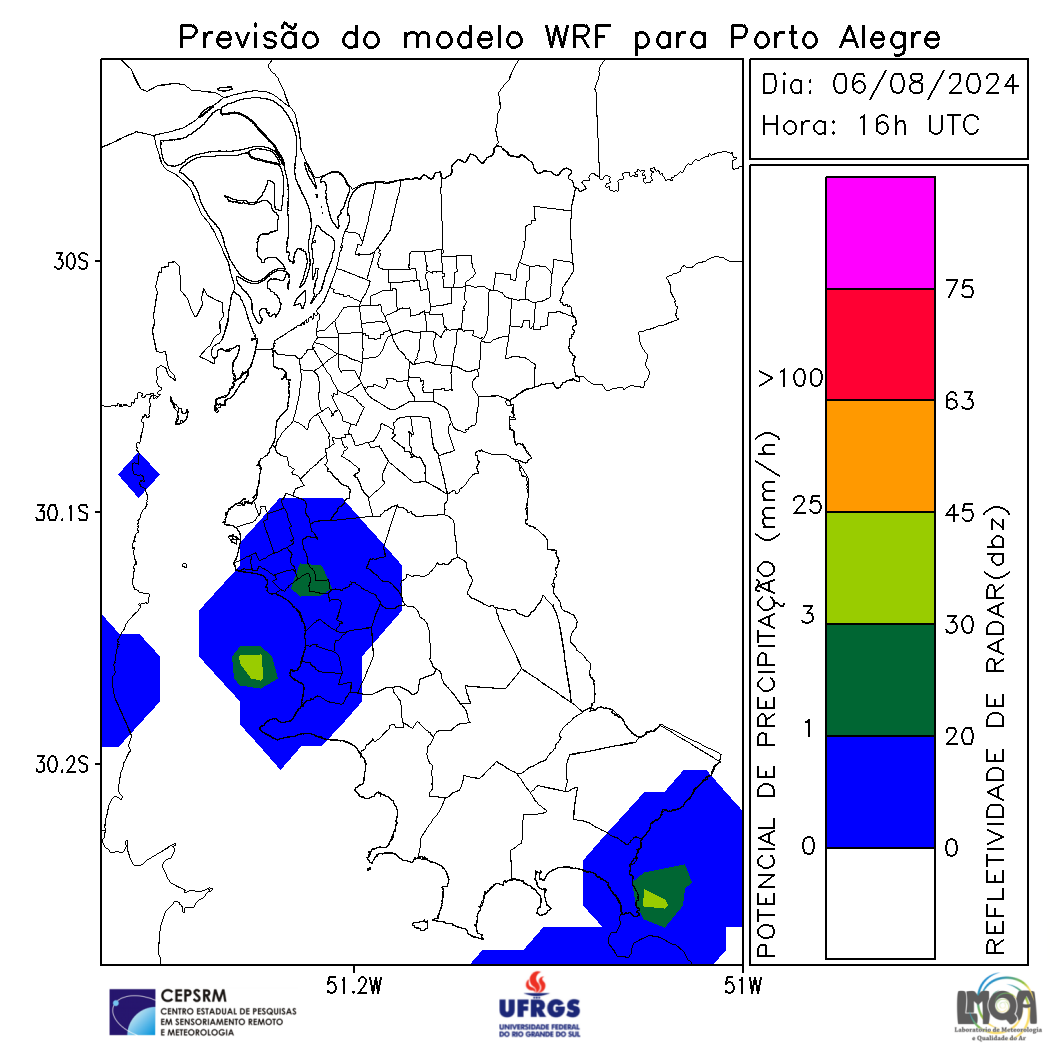 Previsão do modelo WRF para Porto Alegre
Dia: 06/08/2024
Hora: 16h UTC
30S
30.1S
30.2S
51.2W
51W
POTENCIAL DE PRECIPITAÇÃO (mm/h)
>100
25
3
1
0
75
63
45
30
20
0
REFLETIVIDADE DE RADAR(dbz)
CEPSRM
CENTRO ESTADUAL DE PESQUISAS
EM SENSORIAMENTO REMOTO
E METEOROLOGIA
UFRGS
UNIVERSIDADE FEDERAL
DO RIO GRANDE DO SUL
LMQA
Laboratório de Meteorologia
e Qualidade do Ar